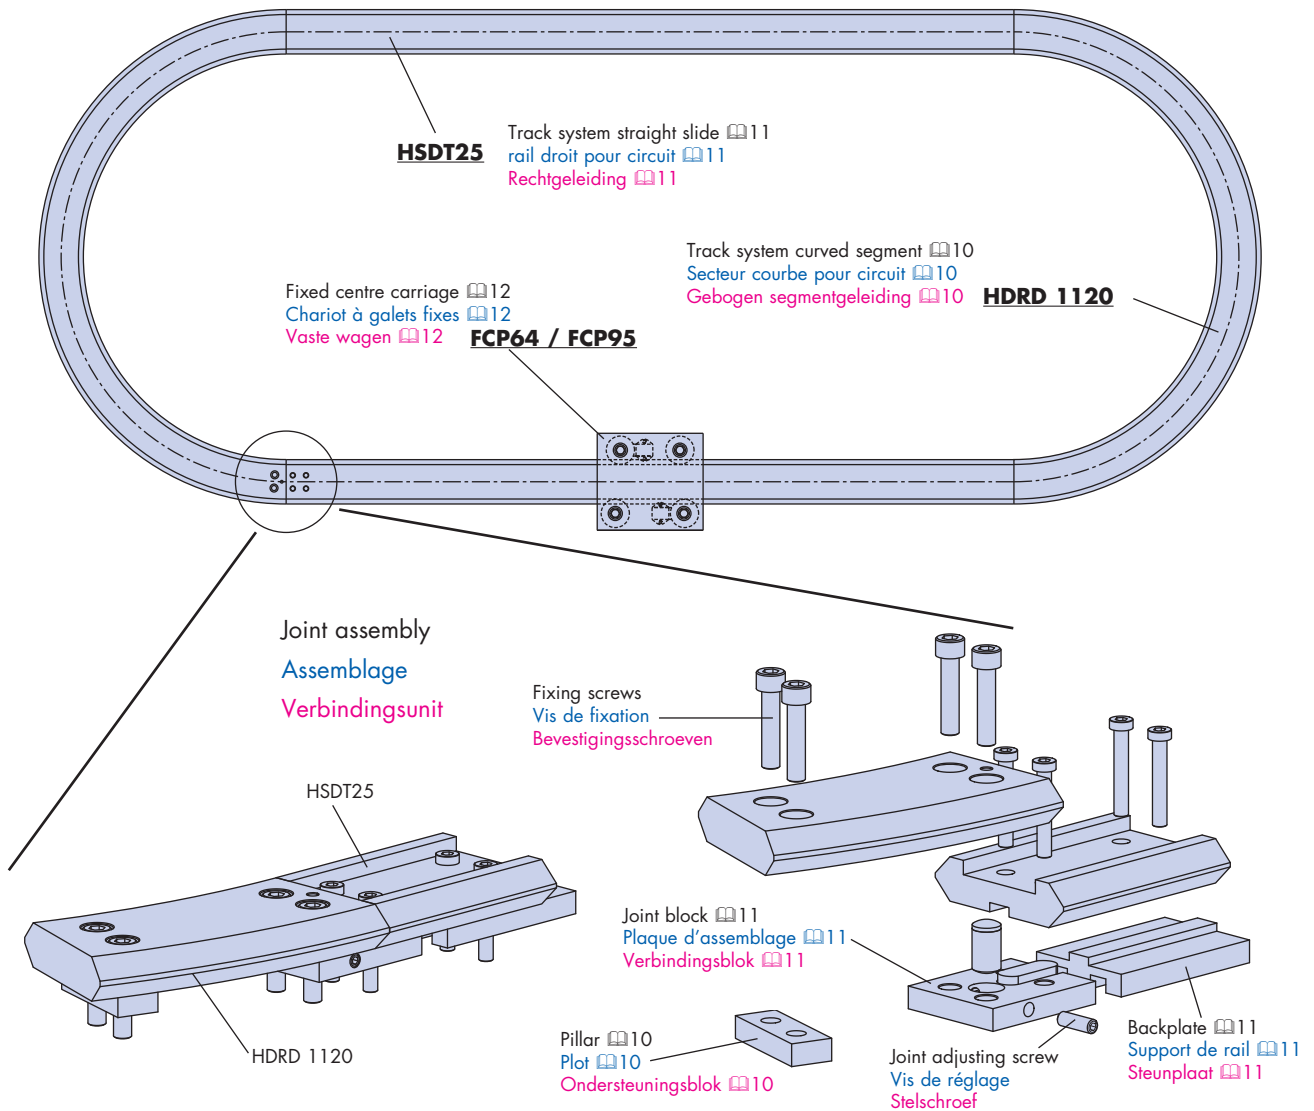 HSDT25
Track system straight slide 11
rail droit pour circuit 11
Rechtgeleiding 11
Track system curved segment 10
Secteur courbe pour circuit 10
Gebogen segmentgeleiding 10
HDRD 1120
Fixed centre carriage 12
Chariot à galets fixes 12
Vaste wagen 12
FCP64 / FCP95
Joint assembly
Assemblage
Verbindingsunit
Fixing screws
Vis de fixation
Bevestigingsschroeven
HSDT25
HDRD 1120
Joint block 11
Plaque d'assemblage 11
Verbindingsblok 11
Pillar 10
Plot 10
Ondersteuningsblok 10
Joint adjusting screw
Vis de réglage
Stelschroef
Backplate 11
Support de rail 11
Steunplaat 11